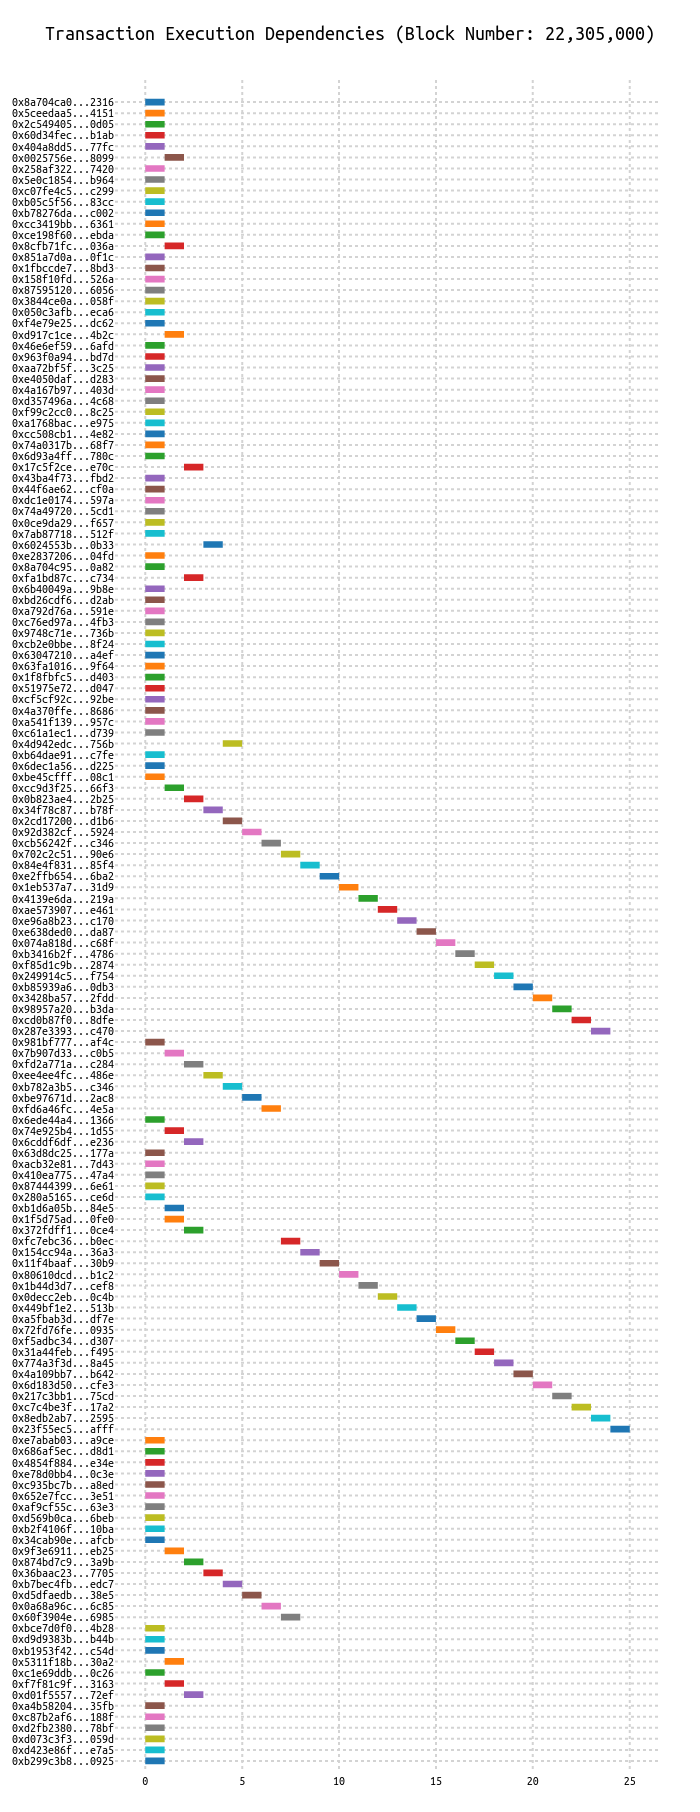 Transaction Execution Dependencies (Block Number: 22,305,000)
0x8a704ca0...2316
0x5ceedaa5...4151
0x2c549405...0d05
0x60d34fec...b1ab
0x404a8dd5...77fc
0x0025756e...8099
0x258af322...7420
0x5e0c1854...b964
0xc07fe4c5...c299
0xb05c5f56...83cc
0xb78276da...c002
0xcc3419bb...6361
0xce198f60...ebda
0x8cfb71fc...036a
0x851a7d0a...0f1c
0x1fbccde7...8bd3
0x158f10fd...526a
0x87595120...6056
0x3844ce0a...058f
0x050c3afb...eca6
0xf4e79e25...dc62
0xd917c1ce...4b2c
0x46e6ef59...6afd
0x963f0a94...bd7d
0xaa72bf5f...3c25
0xe4050daf...d283
0x4a167b97...403d
0xd357496a...4c68
0xf99c2cc0...8c25
0xa1768bac...e975
0xcc508cb1...4e82
0x74a0317b...68f7
0x6d93a4ff...780c
0x17c5f2ce...e70c
0x43ba4f73...fbd2
0x44f6ae62...cf0a
0xdc1e0174...597a
0x74a49720...5cd1
0x0ce9da29...f657
0x7ab87718...512f
0x6024553b...0b33
0xe2837206...04fd
0x8a704c95...0a82
0xfa1bd87c...c734
0x6b40049a...9b8e
0xbd26cdf6...d2ab
0xa792d76a...591e
0xc76ed97a...4fb3
0x9748c71e...736b
0xcb2e0bbe...8f24
0x63047210...a4ef
0x63fa1016...9f64
0x1f8fbfc5...d403
0x51975e72...d047
0xcf5cf92c...92be
0x4a370ffe...8686
0xa541f139...957c
0xc61a1ec1...d739
0x4d942edc...756b
0xb64dae91...c7fe
0x6dec1a56...d225
0xbe45cfff...08c1
0xcc9d3f25...66f3
0x0b823ae4...2b25
0x34f78c87...b78f
0x2cd17200...d1b6
0x92d382cf...5924
0xcb56242f...c346
0x702c2c51...90e6
0x84e4f831...85f4
0xe2ffb654...6ba2
0x1eb537a7...31d9
0x4139e6da...219a
0xae573907...e461
0xe96a8b23...c170
0xe638ded0...da87
0x074a818d...c68f
0xb3416b2f...4786
0xf85d1c9b...2874
0x249914c5...f754
0xb85939a6...0db3
0x3428ba57...2fdd
0x98957a20...b3da
0xcd0b87f0...8dfe
0x287e3393...c470
0x981bf777...af4c
0x7b907d33...c0b5
0xfd2a771a...c284
0xee4ee4fc...486e
0xb782a3b5...c346
0xbe97671d...2ac8
0xfd6a46fc...4e5a
0x6ede44a4...1366
0x74e925b4...1d55
0x6cddf6df...e236
0x63d8dc25...177a
0xacb32e81...7d43
0x410ea775...47a4
0x87444399...6e61
0x280a5165...ce6d
0xb1d6a05b...84e5
0x1f5d75ad...0fe0
0x372fdff1...0ce4
0xfc7ebc36...b0ec
0x154cc94a...36a3
0x11f4baaf...30b9
0x80610dcd...b1c2
0x1b44d3d7...cef8
0x0decc2eb...0c4b
0x449bf1e2...513b
0xa5fbab3d...df7e
0x72fd76fe...0935
0xf5adbc34...d307
0x31a44feb...f495
0x774a3f3d...8a45
0x4a109bb7...b642
0x6d183d50...cfe3
0x217c3bb1...75cd
0xc7c4be3f...17a2
0x8edb2ab7...2595
0x23f55ec5...afff
0xe7abab03...a9ce
0x686af5ec...d8d1
0x4854f884...e34e
0xe78d0bb4...0c3e
0xc935bc7b...a8ed
0x652e7fcc...3e51
0xaf9cf55c...63e3
0xd569b0ca...6beb
0xb2f4106f...10ba
0x34cab90e...afcb
0x9f3e6911...eb25
0x874bd7c9...3a9b
0x36baac23...7705
0xb7bec4fb...edc7
0xd5dfaedb...38e5
0x0a68a96c...6c85
0x60f3904e...6985
0xbce7d0f0...4b28
0xd9d9383b...b44b
0xb1953f42...c54d
0x5311f18b...30a2
0xc1e69ddb...0c26
0xf7f81c9f...3163
0xd01f5557...72ef
0xa4b58204...35fb
0xc87b2af6...188f
0xd2fb2380...78bf
0xd073c3f3...059d
0xd423e86f...e7a5
0xb299c3b8...0925
0 5 10 15 20 25